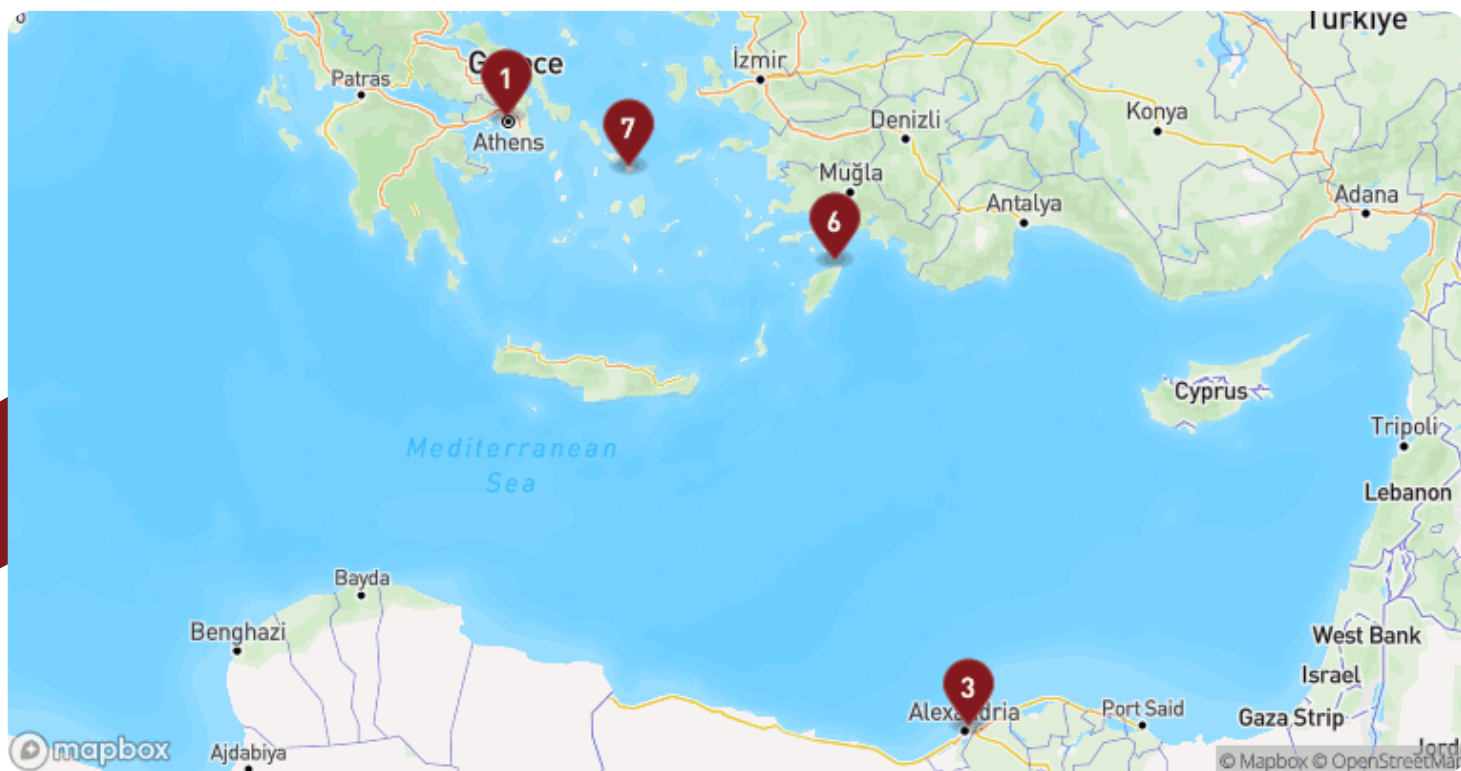 Türkiye
Greece
1
Patras
Athens
7
İzmir
Denizli
Konya
Muğla
Adana
Antalya
6
Cyprus
Mediterranean
Sea
Tripoli
Lebanon
Bayda
Benghazi
West Bank
Israel
3
Alexandria
Port Said
Gaza Strip
mapbox
Ajdabiya
© Mapbox © OpenStreetMap